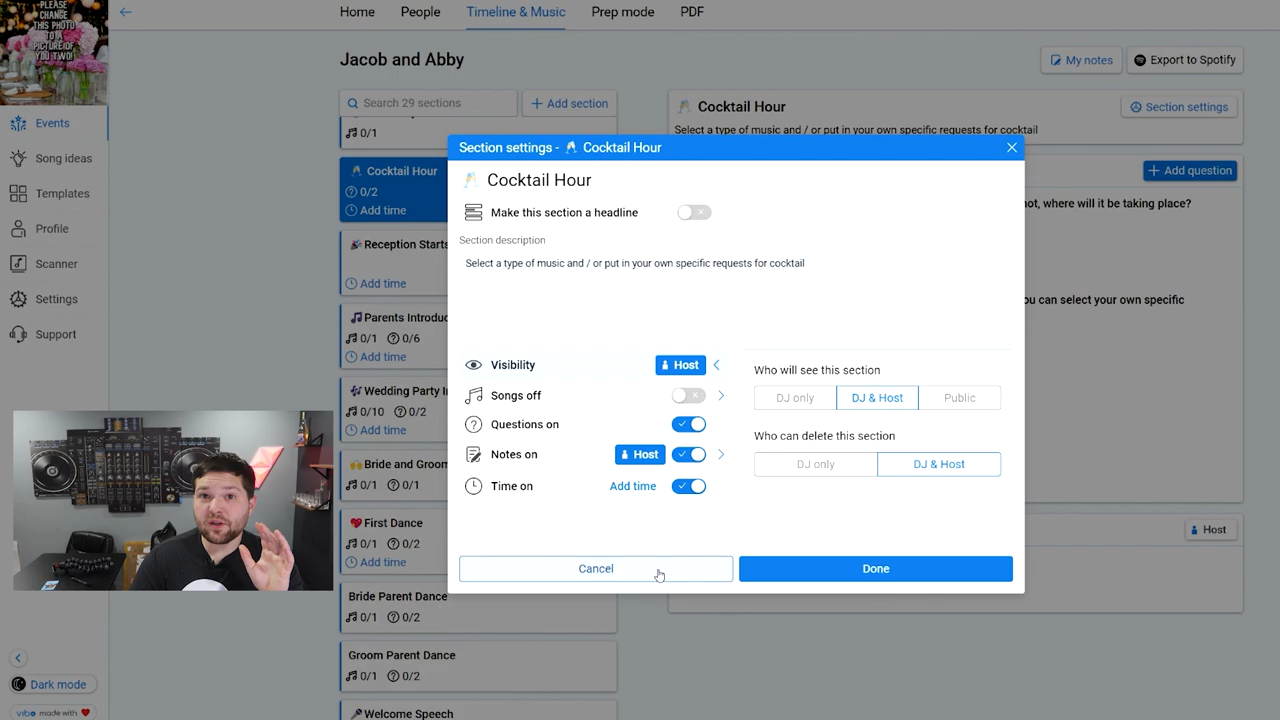 PLEASE
CHANGE
THIS PHOTO
TO A
PICTURE OF
YOU TWO!
Home
People
Timeline & Music
Prep mode
PDF
Jacob and Abby
My notes
Export to Spotify
Search 29 sections
Add section
0/1
Cocktail Hour
0/2
Add time
Reception Starts
Add time
Parents Introduc
0/1 0/6
Add time
Wedding Party In
0/10 0/2
Add time
Bride and Groom
0/1 0/1
First Dance
0/1 0/2
Add time
Bride Parent Dance
0/1 0/2
Groom Parent Dance
0/1 0/2
Welcome Speech
Events
Song ideas
Templates
Profile
Scanner
Settings
Support
Dark mode
vibo made with
Cocktail Hour
Section settings
Select a type of music and / or put in your own specific requests for cocktail
Add question
not, where will it be taking place?
ou can select your own specific
Host
Section settings - Cocktail Hour
Cocktail Hour
Make this section a headline
Section description
Select a type of music and / or put in your own specific requests for cocktail
Visibility
Host
Songs off
Questions on
Notes on
Host
Time on
Add time
Who will see this section
DJ only
DJ & Host
Public
Who can delete this section
DJ only
DJ & Host
Cancel
Done